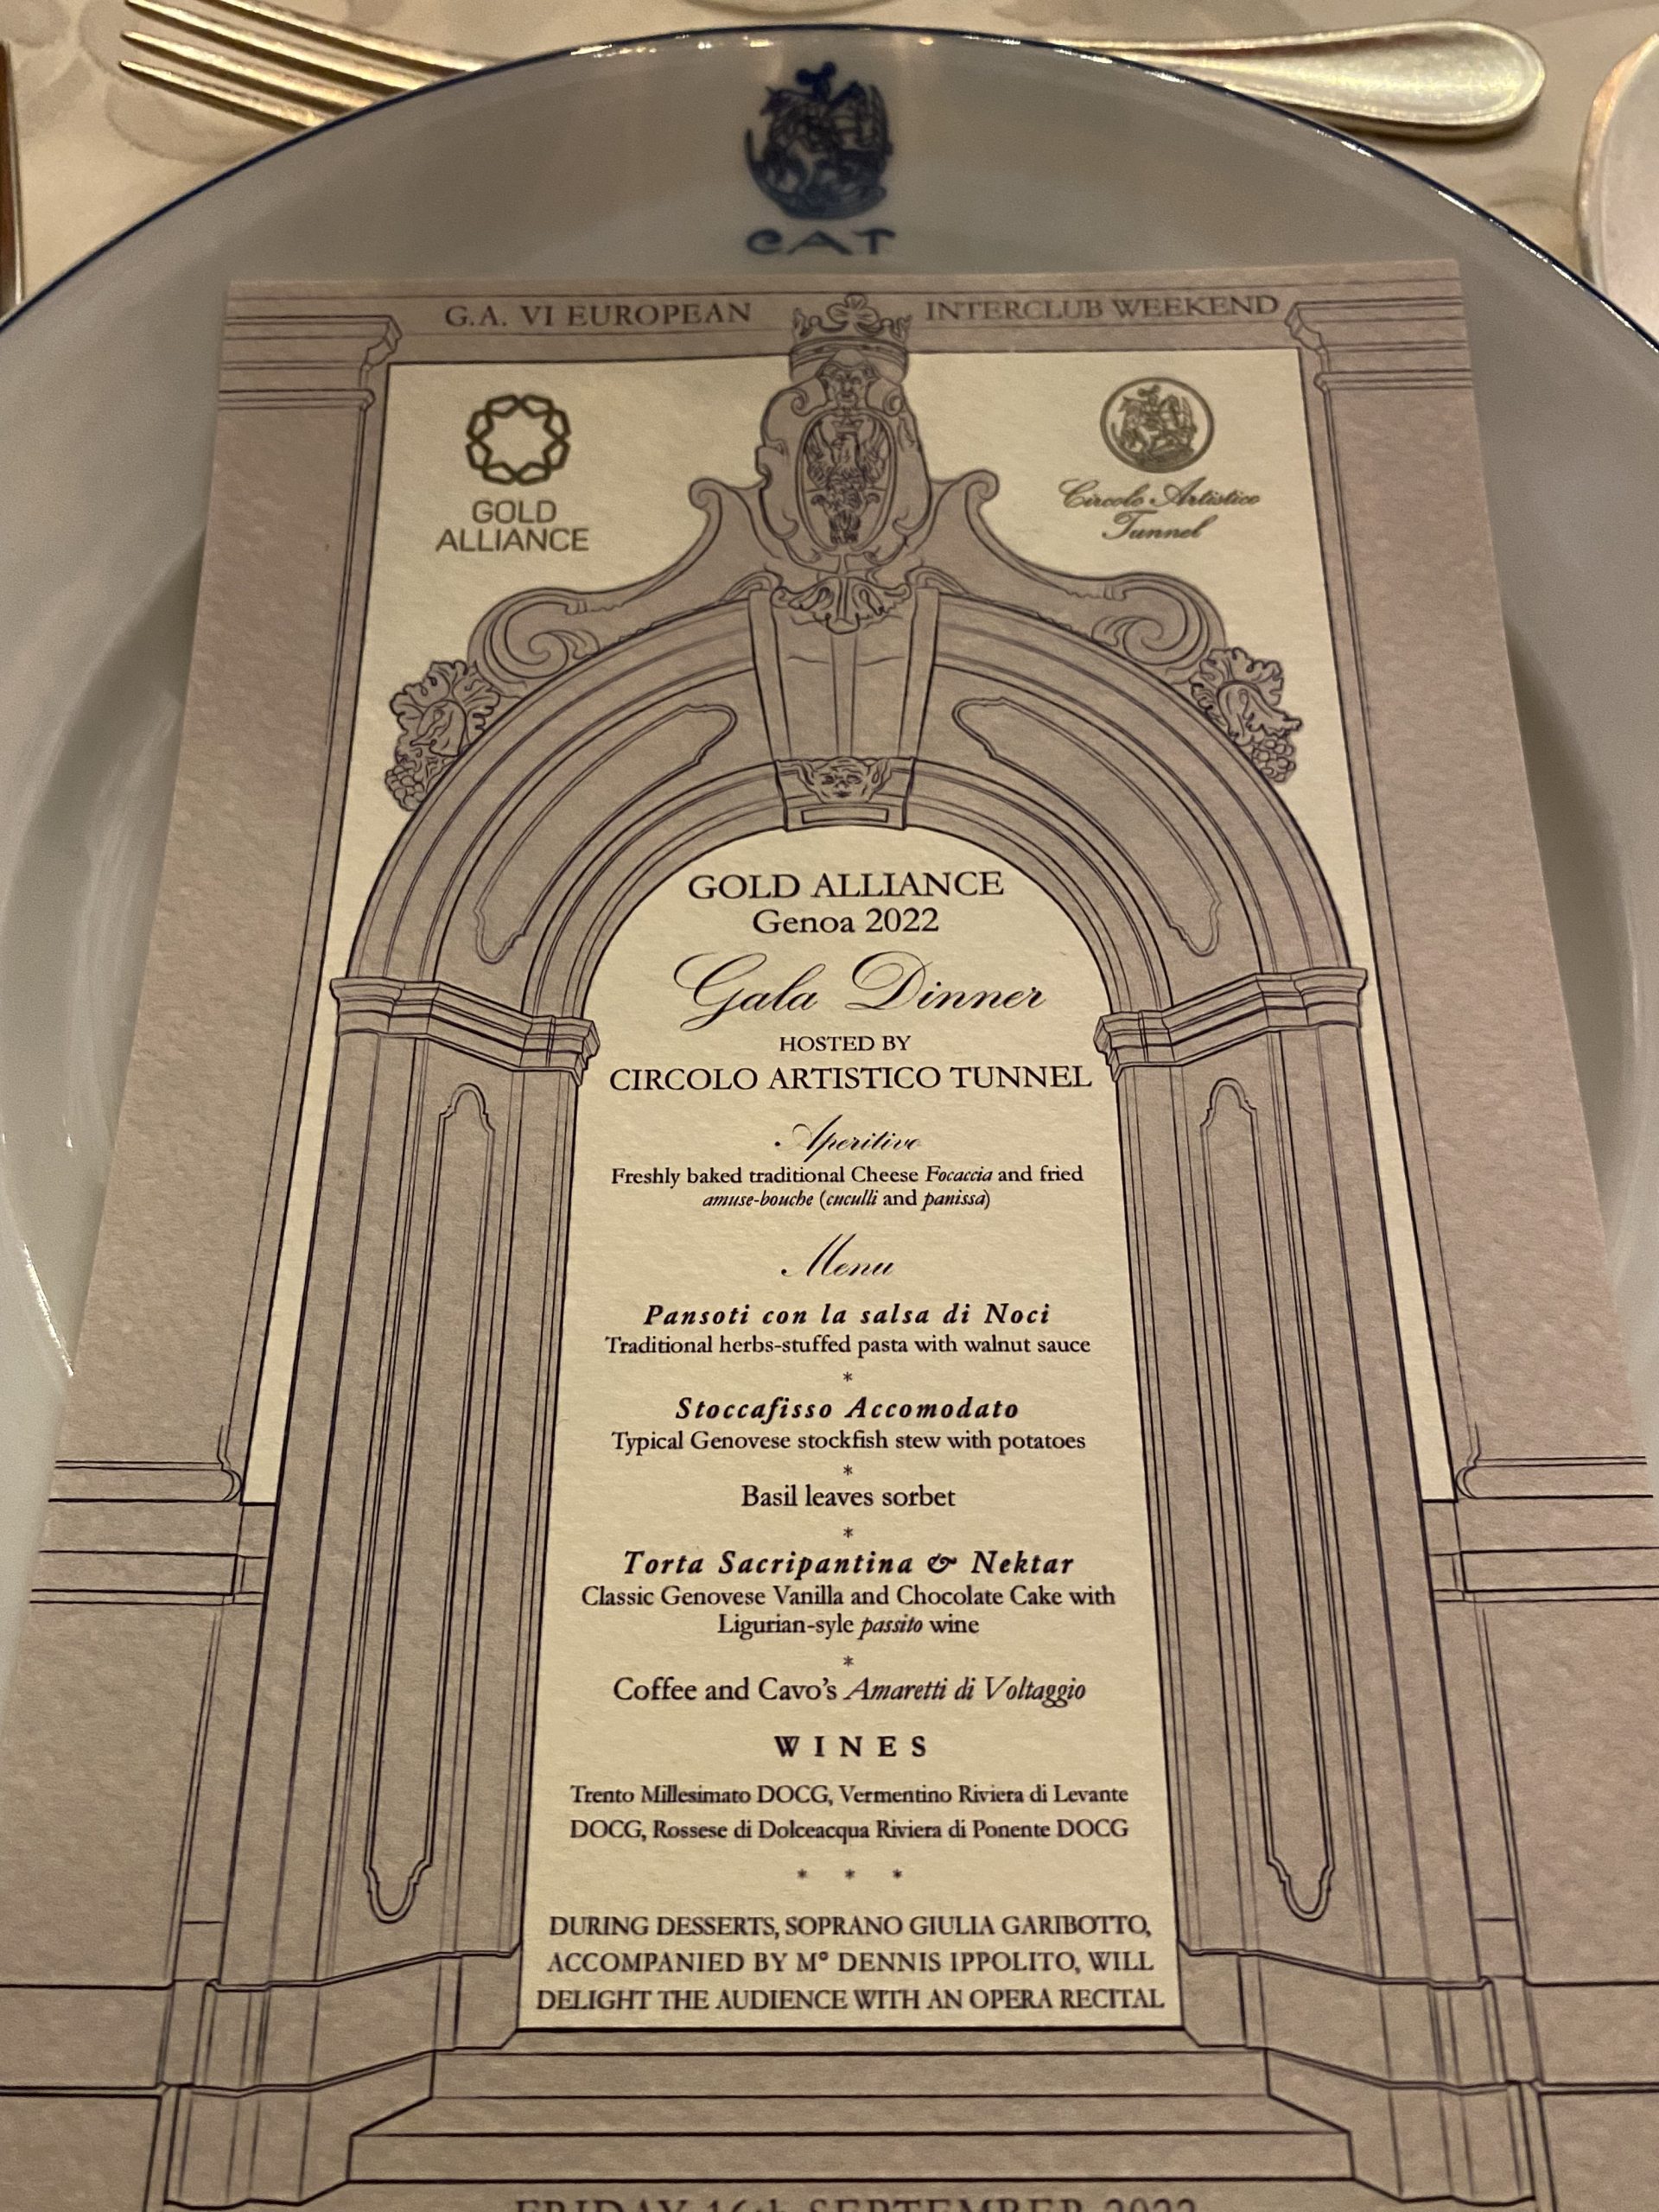 CAT
G.A. VI EUROPEAN INTERCLUB WEEKEND
GOLD
ALLIANCE
Circolo Artistico
Tunnel
GOLD ALLIANCE
Genoa 2022
Gala Dinner
HOSTED BY
CIRCOLO ARTISTICO TUNNEL
Aperitivo
Freshly baked traditional Cheese Focaccia and fried
amuse-bouche (cuculli and panissa)
Menu
Pansoti con la salsa di Noci
Traditional herbs-stuffed pasta with walnut sauce
*
Stoccafisso Accomodato
Typical Genovese stockfish stew with potatoes
*
Basil leaves sorbet
*
Torta Sacripantina & Nektar
Classic Genovese Vanilla and Chocolate Cake with
Ligurian-syle passito wine
*
Coffee and Cavo's Amaretti di Voltaggio
WINES
Trento Millesimato DOCG, Vermentino Riviera di Levante
DOCG, Rossese di Dolceacqua Riviera di Ponente DOCG
* * *
DURING DESSERTS, SOPRANO GIULIA GARIBOTTO,
ACCOMPANIED BY M° DENNIS IPPOLITO, WILL
DELIGHT THE AUDIENCE WITH AN OPERA RECITAL
FRIDAY 16th SEPTEMBER 2022